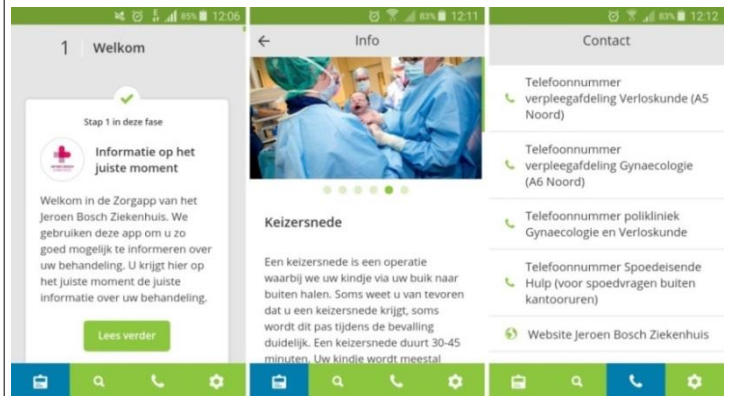 85% 12:06
1 Welkom
Stap 1 in deze fase
Informatie op het
juiste moment
Welkom in de Zorgapp van het
Jeroen Bosch Ziekenhuis. We
gebruiken deze app om u zo
goed mogelijk te informeren over
uw behandeling. U krijgt hier op
het juiste moment de juiste
informatie over uw behandeling.
Lees verder
83% 12:11
Info
Keizersnede
Een keizersnede is een operatie
waarbij we uw kindje via uw buik naar
buiten halen. Soms weet u van tevoren
dat u een keizersnede krijgt, soms
wordt dit pas tijdens de bevalling
duidelijk. Een keizersnede duurt 30-45
minuten. Uw kindje wordt meestal
83% 12:12
Contact
Telefoonnummer
verpleegafdeling Verloskunde (A5
Noord)
Telefoonnummer
verpleegafdeling Gynaecologie
(A6 Noord)
Telefoonnummer polikliniek
Gynaecologie en Verloskunde
Telefoonnummer Spoedeisende
Hulp (voor spoedvragen buiten
kantooruren)
Website Jeroen Bosch Ziekenhuis